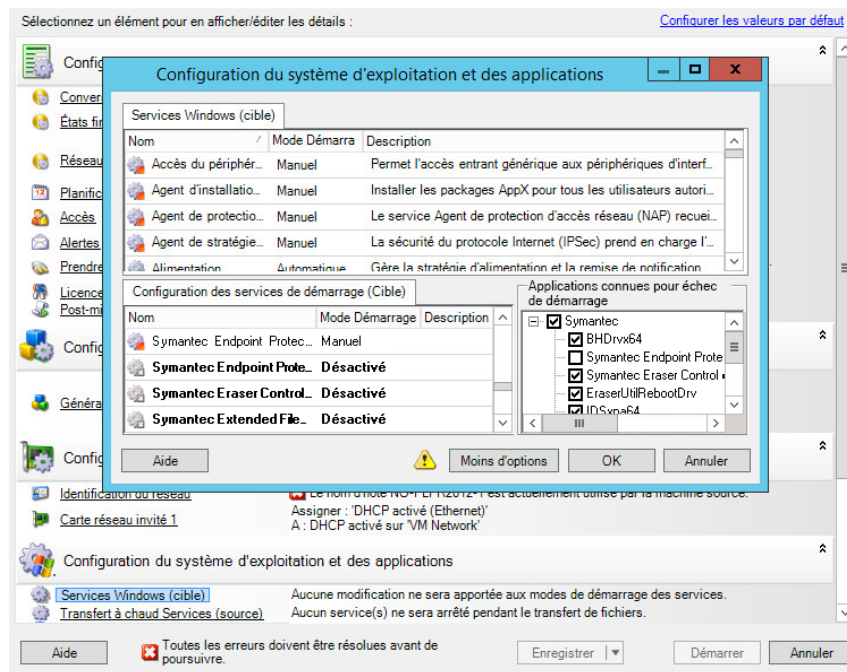 Sélectionnez un élément pour en afficher/éditer les détails :
Configurer les valeurs par défaut
Config
Configuration du système d'exploitation et des applications
Conver
États fin
Réseau
Planific
Accès
Alertes
Prendre
Licence
Post-mi
Config
Généra
Config
Services Windows (cible)
Nom Mode Démarra Description
Accès du périphér... Manuel Permet l'accès entrant générique aux périphériques d'interf...
Agent d'installatio... Manuel Installer les packages AppX pour tous les utilisateurs autori...
Agent de protectio... Manuel Le service Agent de protection d'accès réseau (NAP) recuei...
Agent de stratégie... Manuel La sécurité du protocole Internet (IPSec) prend en charge l'...
Alimentation Automatique Gère la stratégie d'alimentation et la remise de notification
Configuration des services de démarrage (Cible)
Nom Mode Démarrage Description
Symantec Endpoint Protec... Manuel
Symantec Endpoint Prote... Désactivé
Symantec Eraser Control... Désactivé
Symantec Extended File... Désactivé
Applications connues pour échec
de démarrage
Symantec
BHDrvx64
Symantec Endpoint Prote
Symantec Eraser Control
EraserUtilRebootDrv
IDSvna64
Aide
Moins d'options
OK
Annuler
Identification du réseau
actuellement utilisé par la machine source.
Carte réseau invité 1
Assigner : 'DHCP activé (Ethernet)'
A : DHCP activé sur 'VM Network'
Configuration du système d'exploitation et des applications
Services Windows (cible) Aucune modification ne sera apportée aux modes de démarrage des services.
Transfert à chaud Services (source) Aucun service(s) ne sera arrêté pendant le transfert de fichiers.
Aide
Toutes les erreurs doivent être résolues avant de
poursuivre.
Enregistrer
Démarrer
Annuler